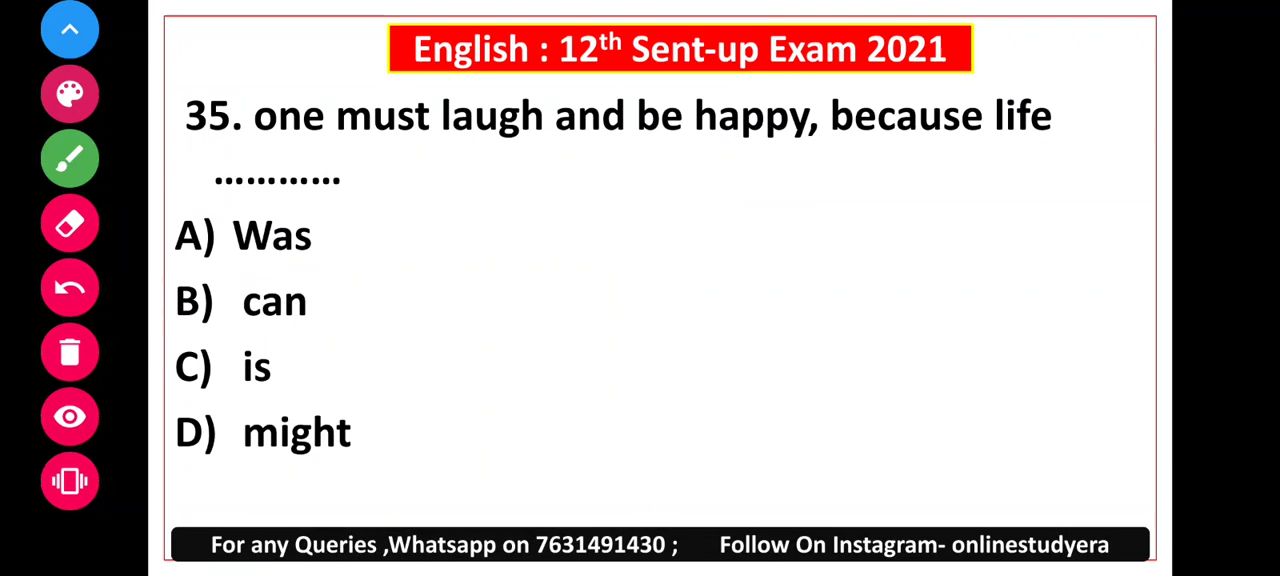 English : 12th Sent-up Exam 2021
35. one must laugh and be happy, because life
............
A) Was
B) can
C) is
D) might
For any Queries ,Whatsapp on 7631491430 ; Follow On Instagram- onlinestudyera